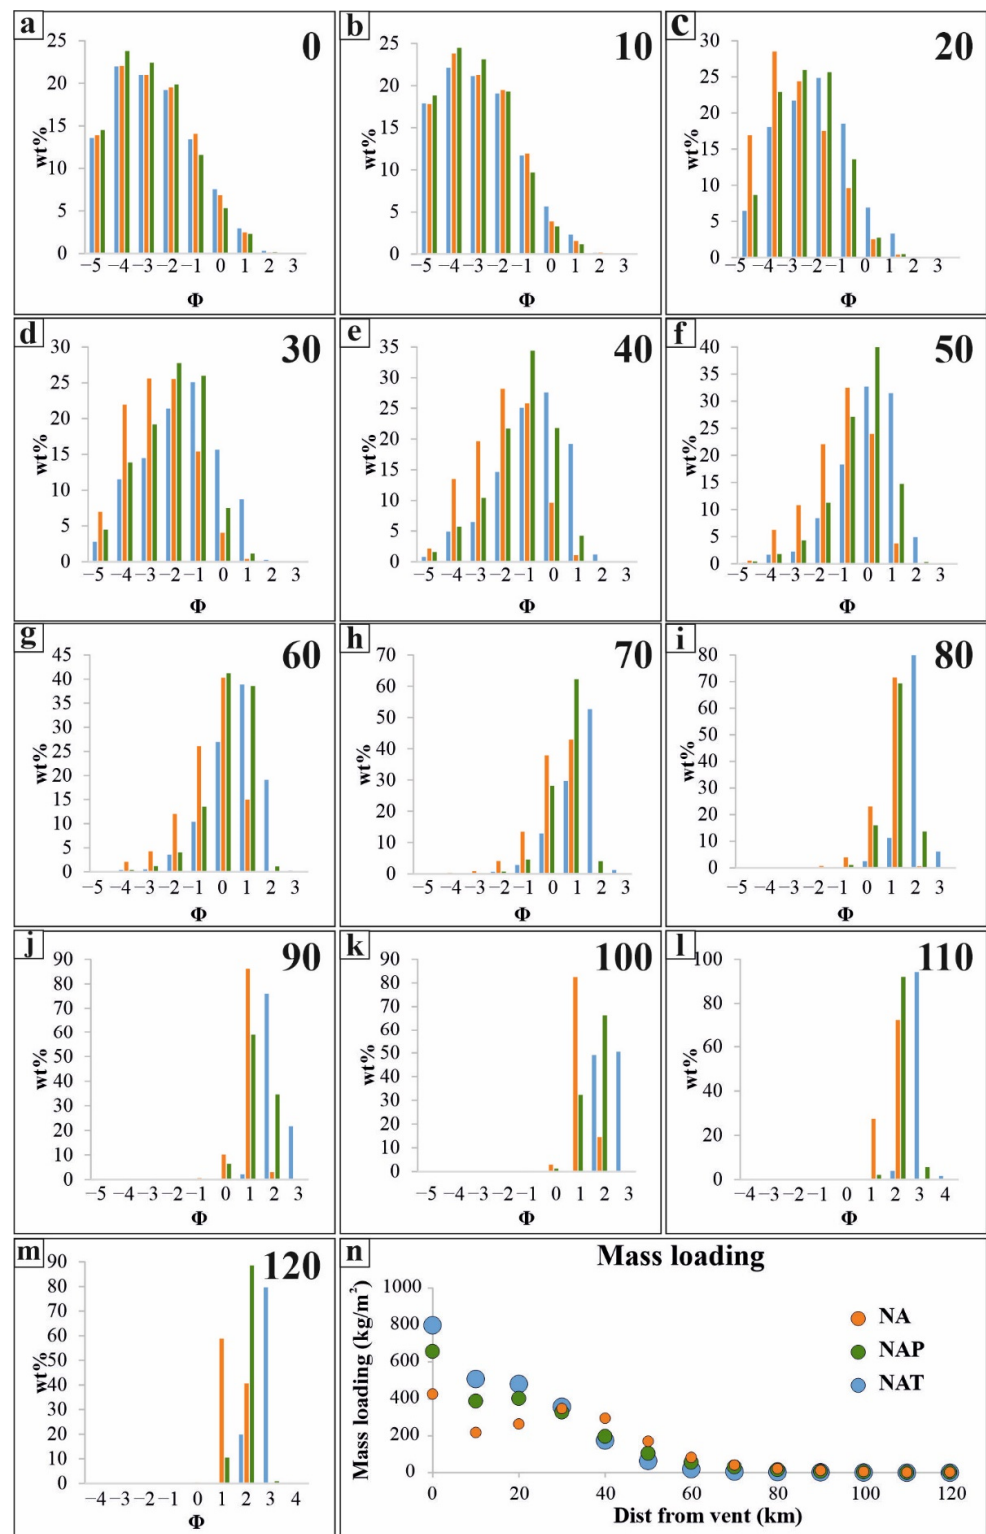 a
0
25
20
15
10
5
0
wt%
−5 −4 −3 −2 −1 0 1 2 3
Φ
b
10
25
20
15
10
5
0
wt%
−5 −4 −3 −2 −1 0 1 2 3
Φ
c
20
30
25
20
15
10
5
0
wt%
−5 −4 −3 −2 −1 0 1 2 3
Φ
d
30
30
25
20
15
10
5
0
wt%
−5 −4 −3 −2 −1 0 1 2 3
Φ
e
40
35
30
25
20
15
10
5
0
wt%
−5 −4 −3 −2 −1 0 1 2 3
Φ
f
50
40
35
30
25
20
15
10
5
0
wt%
−5 −4 −3 −2 −1 0 1 2 3
Φ
g
60
45
40
35
30
25
20
15
10
5
0
wt%
−5 −4 −3 −2 −1 0 1 2 3
Φ
h
70
70
60
50
40
30
20
10
0
wt%
−5 −4 −3 −2 −1 0 1 2 3
Φ
i
80
80
70
60
50
40
30
20
10
0
wt%
−5 −4 −3 −2 −1 0 1 2 3
Φ
j
90
90
80
70
60
50
40
30
20
10
0
wt%
−5 −4 −3 −2 −1 0 1 2 3
Φ
k
100
90
80
70
60
50
40
30
20
10
0
wt%
−5 −4 −3 −2 −1 0 1 2 3
Φ
l
110
100
80
60
40
20
0
wt%
−4 −3 −2 −1 0 1 2 3 4
Φ
m
120
90
80
70
60
50
40
30
20
10
0
wt%
−4 −3 −2 −1 0 1 2 3 4
Φ
n
Mass loading
1000
800
600
400
200
0
Mass loading (kg/m²)
NA
NAP
NAT
0 20 40 60 80 100 120
Dist from vent (km)